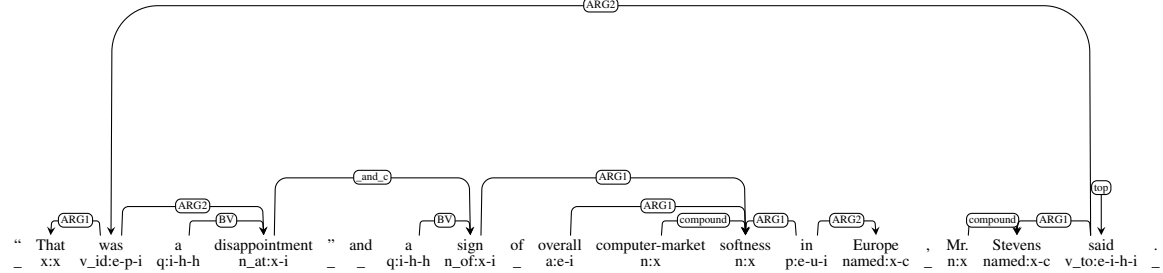 ARG2
_and_c ARG1
top
ARG2 ARG1
ARG1 BV BV compound ARG1 ARG2 compound ARG1
“ That was a disappointment ” and a sign of overall computer-market softness in Europe , Mr. Stevens said .
_ x:x v_id:e-p-i q:i-h-h n_at:x-i _ _ q:i-h-h n_of:x-i _ a:e-i n:x n:x p:e-u-i named:x-c _ n:x named:x-c v_to:e-i-h-i _